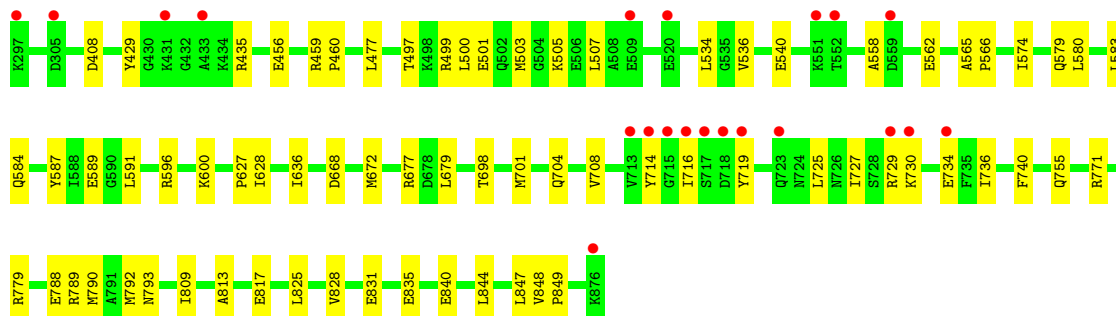 K297 D305 D408 Y429 G430 K431 G432 A433 K434 R435 E456 R459 P460 L477 T497 K498 R499 L500 E501 Q502 M503 G504 K505 E506 L507 A508 E509 E520 L534 G535 V536 E540 K551 T552 A558 D559 E562 A565 P566 I574 Q579 L580 L583
Q584 Y587 I588 E589 G590 L591 R596 K600 P627 I628 I636 D668 M672 R677 D678 L679 T698 M701 Q704 V708 V713 Y714 G715 I716 S717 D718 Y719 Q723 N724 L725 N726 I727 S728 R729 K730 E734 F735 I736 F740 Q755 R771
R779 E788 R789 M790 A791 M792 N793 I809 A813 E817 L825 V828 E831 E835 E840 L844 L847 V848 P849 K876